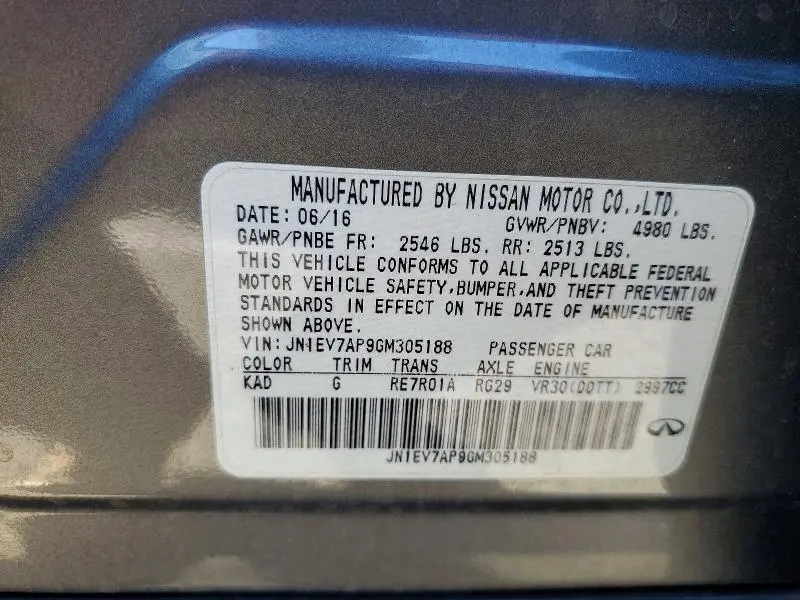 MANUFACTURED BY NISSAN MOTOR CO.,LTD.
DATE: 06/16 GVWR/PNBV: 4980 LBS.
GAWR/PNBE FR: 2546 LBS. RR: 2513 LBS.
THIS VEHICLE CONFORMS TO ALL APPLICABLE FEDERAL
MOTOR VEHICLE SAFETY,BUMPER,AND THEFT PREVENTION
STANDARDS IN EFFECT ON THE DATE OF MANUFACTURE
SHOWN ABOVE.
VIN:JN1EV7AP9GM305188 PASSENGER CAR
COLOR TRIM TRANS AXLE ENGINE
KAD G RE7R01A RG29 VR30(DDTT) 2997CC
JN1EV7AP9GM305188